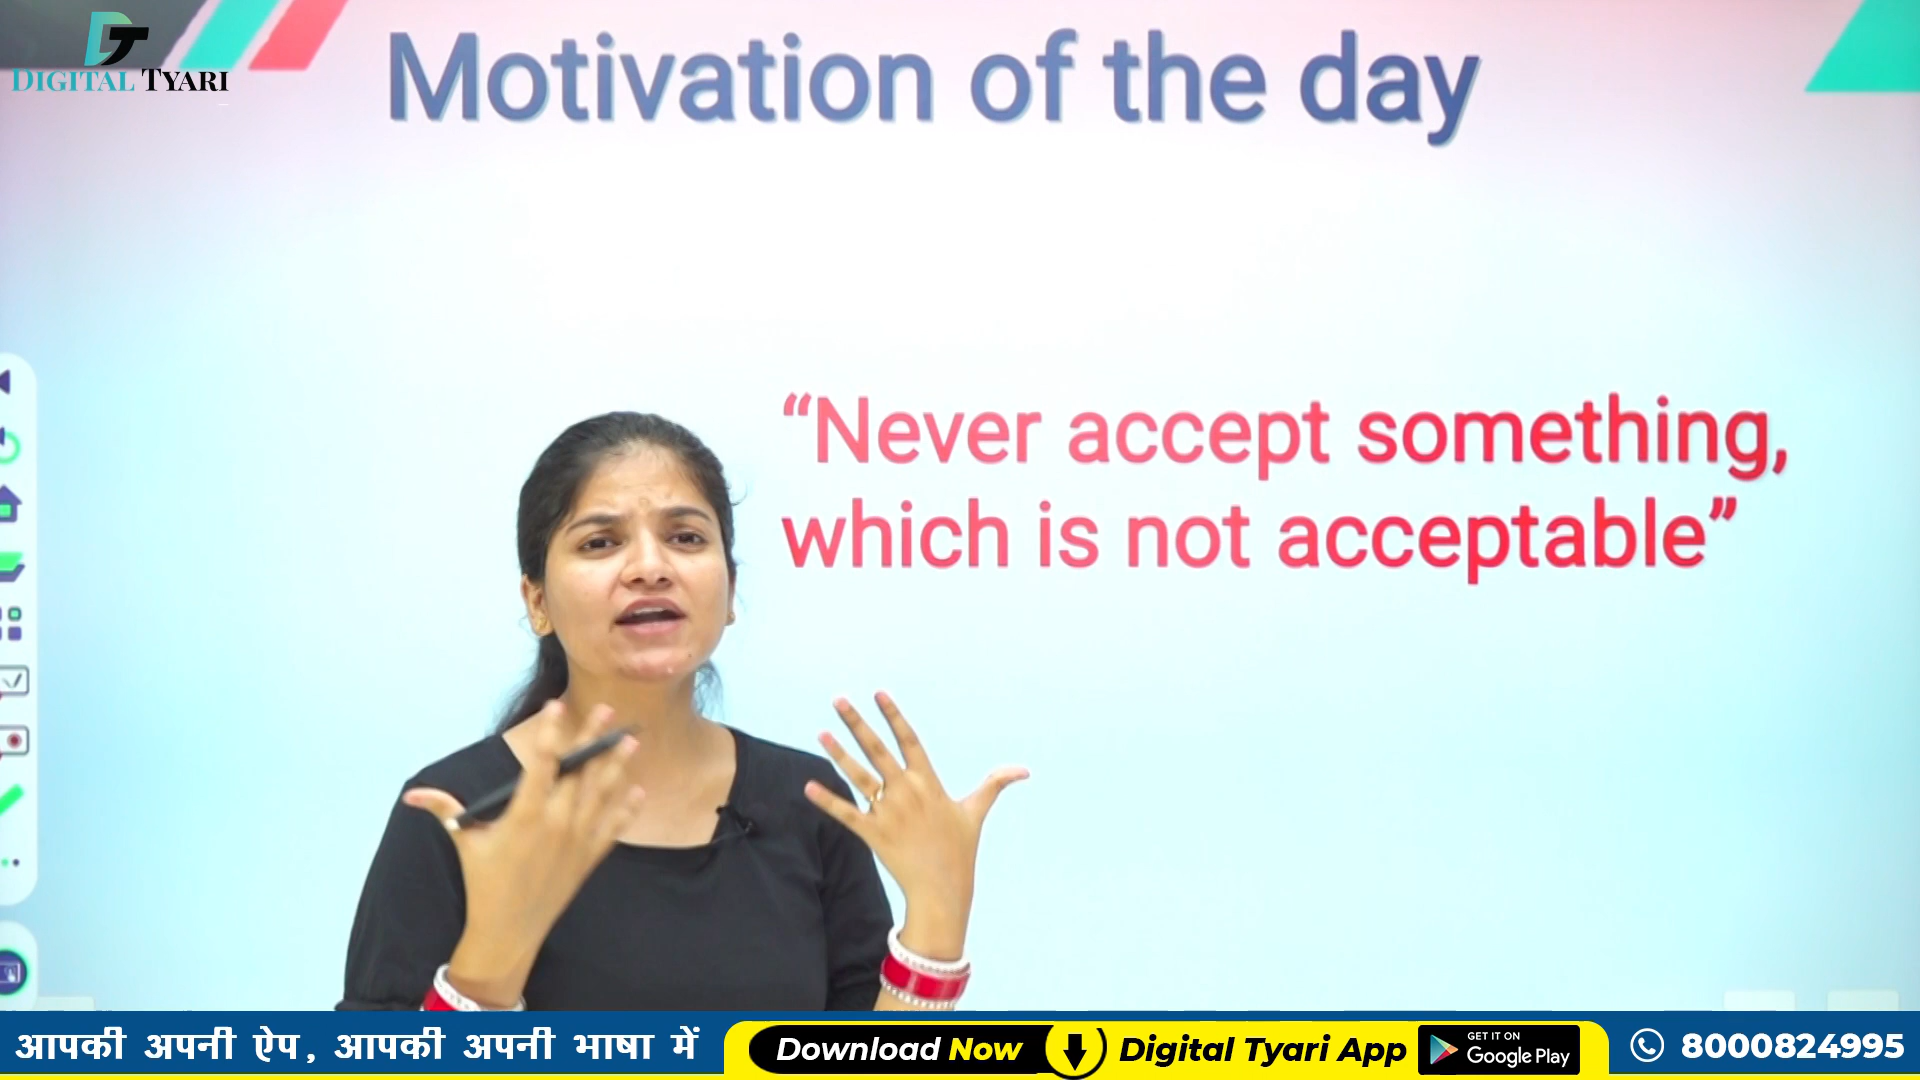 DT
DIGITAL TYARI
Motivation of the day
“Never accept something,
which is not acceptable”
आपकी अपनी ऐप, आपकी अपनी भाषा में
Download Now
Digital Tyari App
GET IT ON
Google Play
8000824995